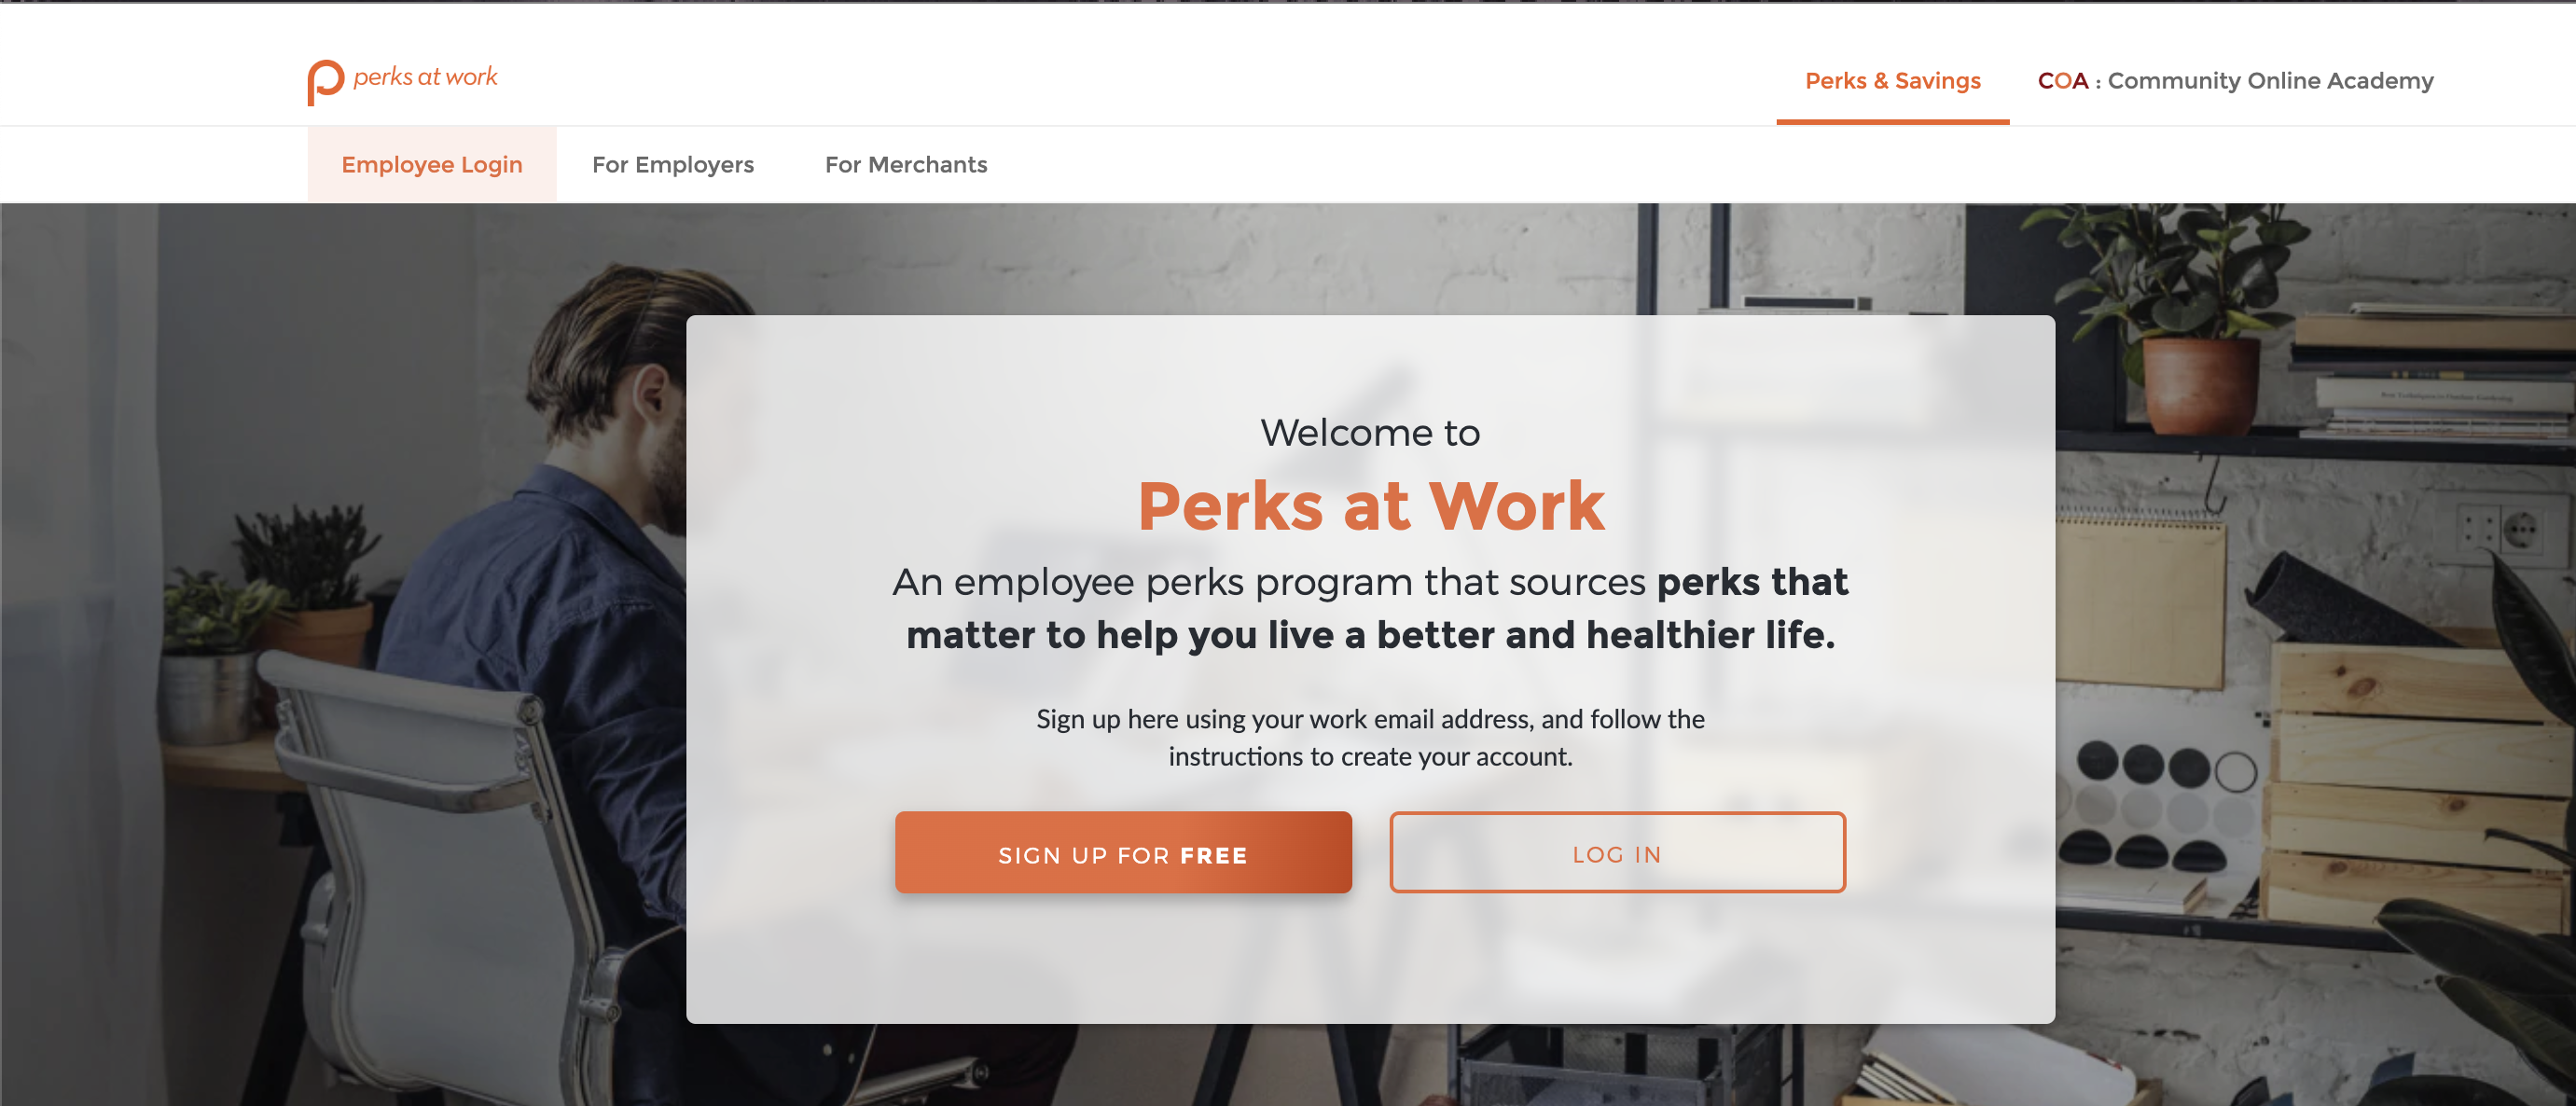 perks at work
Perks & Savings
COA : Community Online Academy
Employee Login
For Employers
For Merchants
Welcome to
Perks at Work
An employee perks program that sources perks that
matter to help you live a better and healthier life.
Sign up here using your work email address, and follow the
instructions to create your account.
SIGN UP FOR FREE
LOG IN